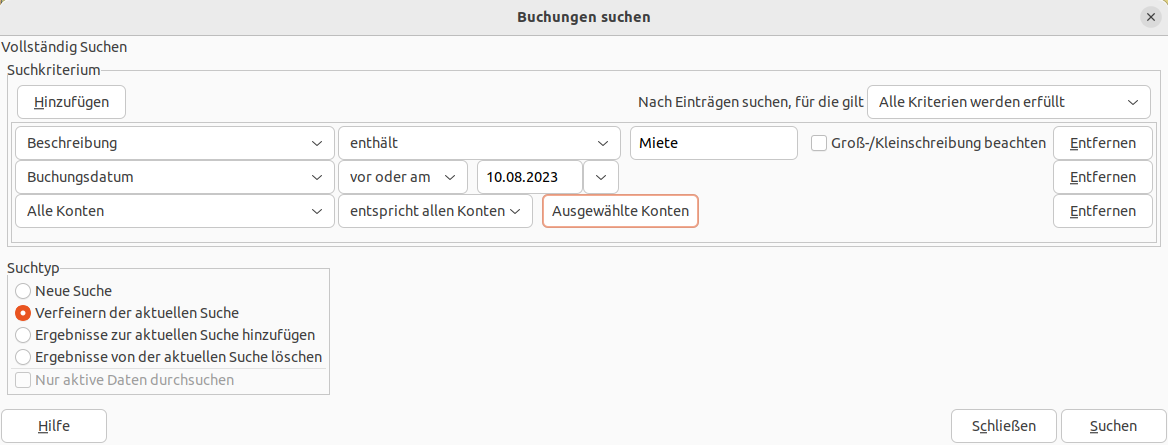 Buchungen suchen
Vollständig Suchen
Suchkriterium
Hinzufügen Nach Einträgen suchen, für die gilt Alle Kriterien werden erfüllt
Beschreibung enthält Miete Groß-/Kleinschreibung beachten Entfernen
Buchungsdatum vor oder am 10.08.2023 Entfernen
Alle Konten entspricht allen Konten Ausgewählte Konten Entfernen
Suchtyp
Neue Suche
Verfeinern der aktuellen Suche
Ergebnisse zur aktuellen Suche hinzufügen
Ergebnisse von der aktuellen Suche löschen
Nur aktive Daten durchsuchen
Hilfe Schließen Suchen